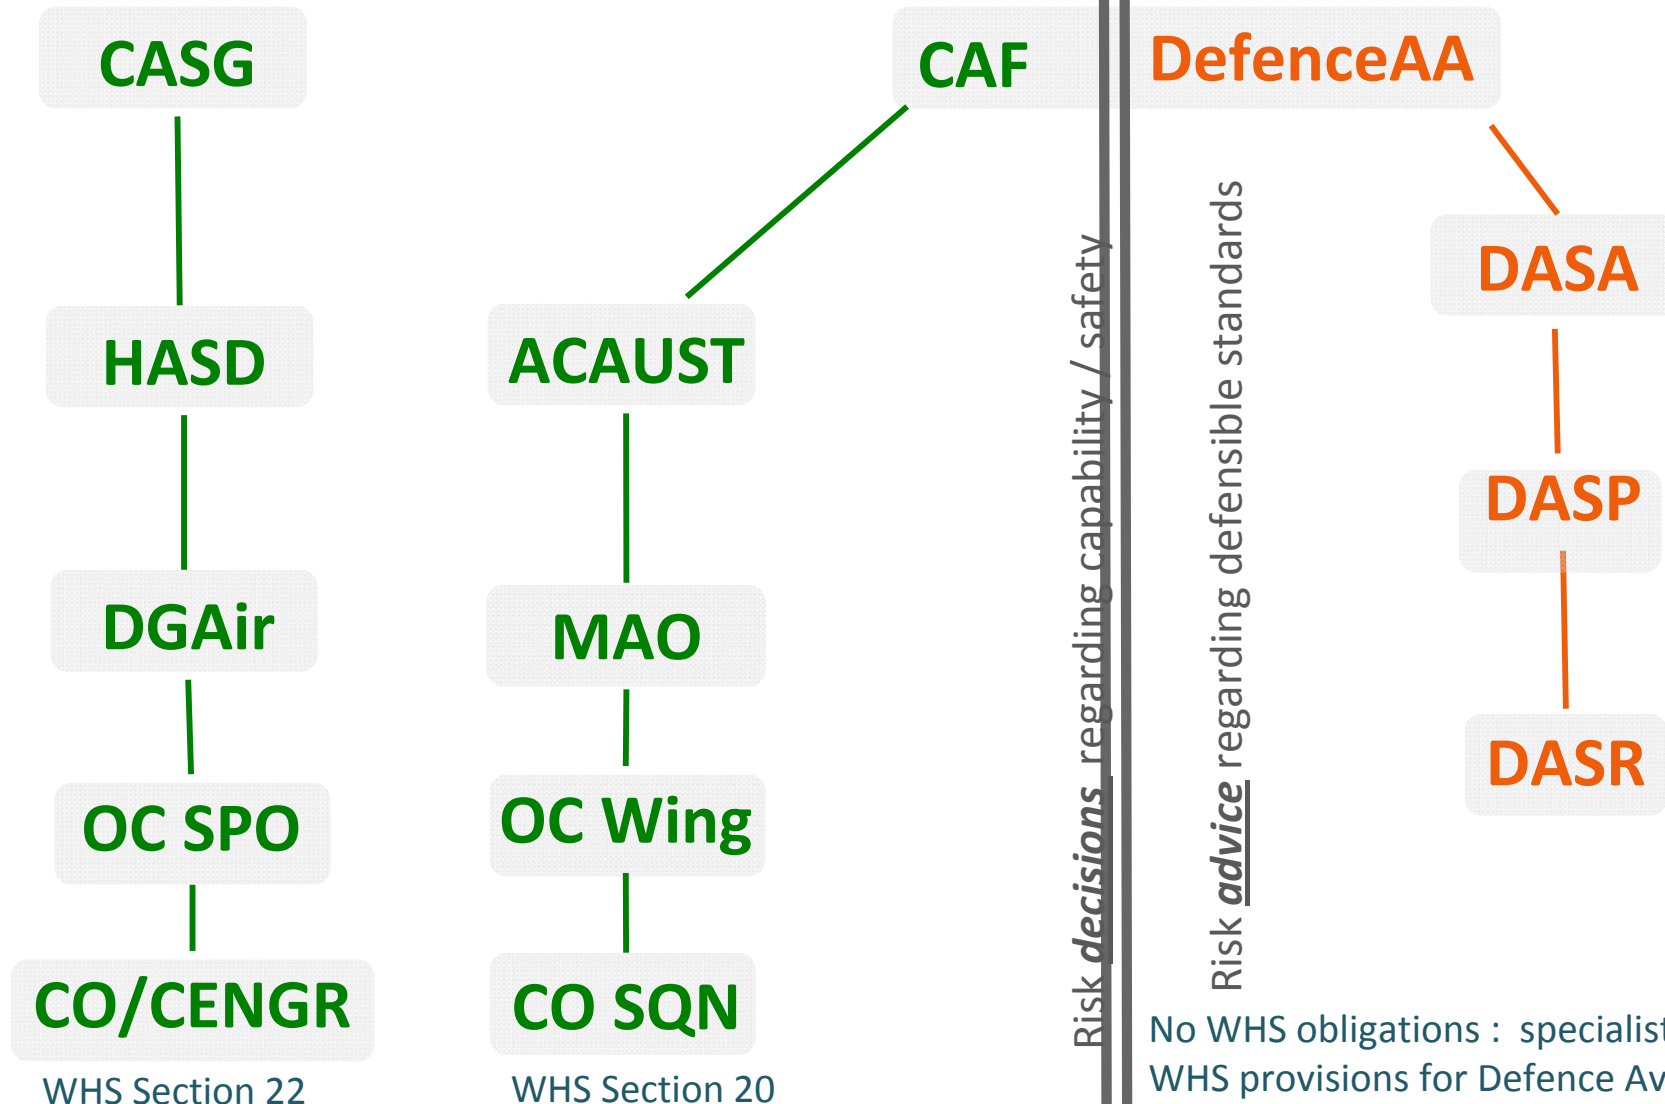 CASG
HASD
DGAir
OC SPO
CO/CENGR
WHS Section 22
CAF
ACAUST
MAO
OC Wing
CO SQN
WHS Section 20
Risk decisions regarding capability / safety
Risk advice regarding defensible standards
DefenceAA
DASA
DASP
DASR
No WHS obligations : specialist
WHS provisions for Defence Av